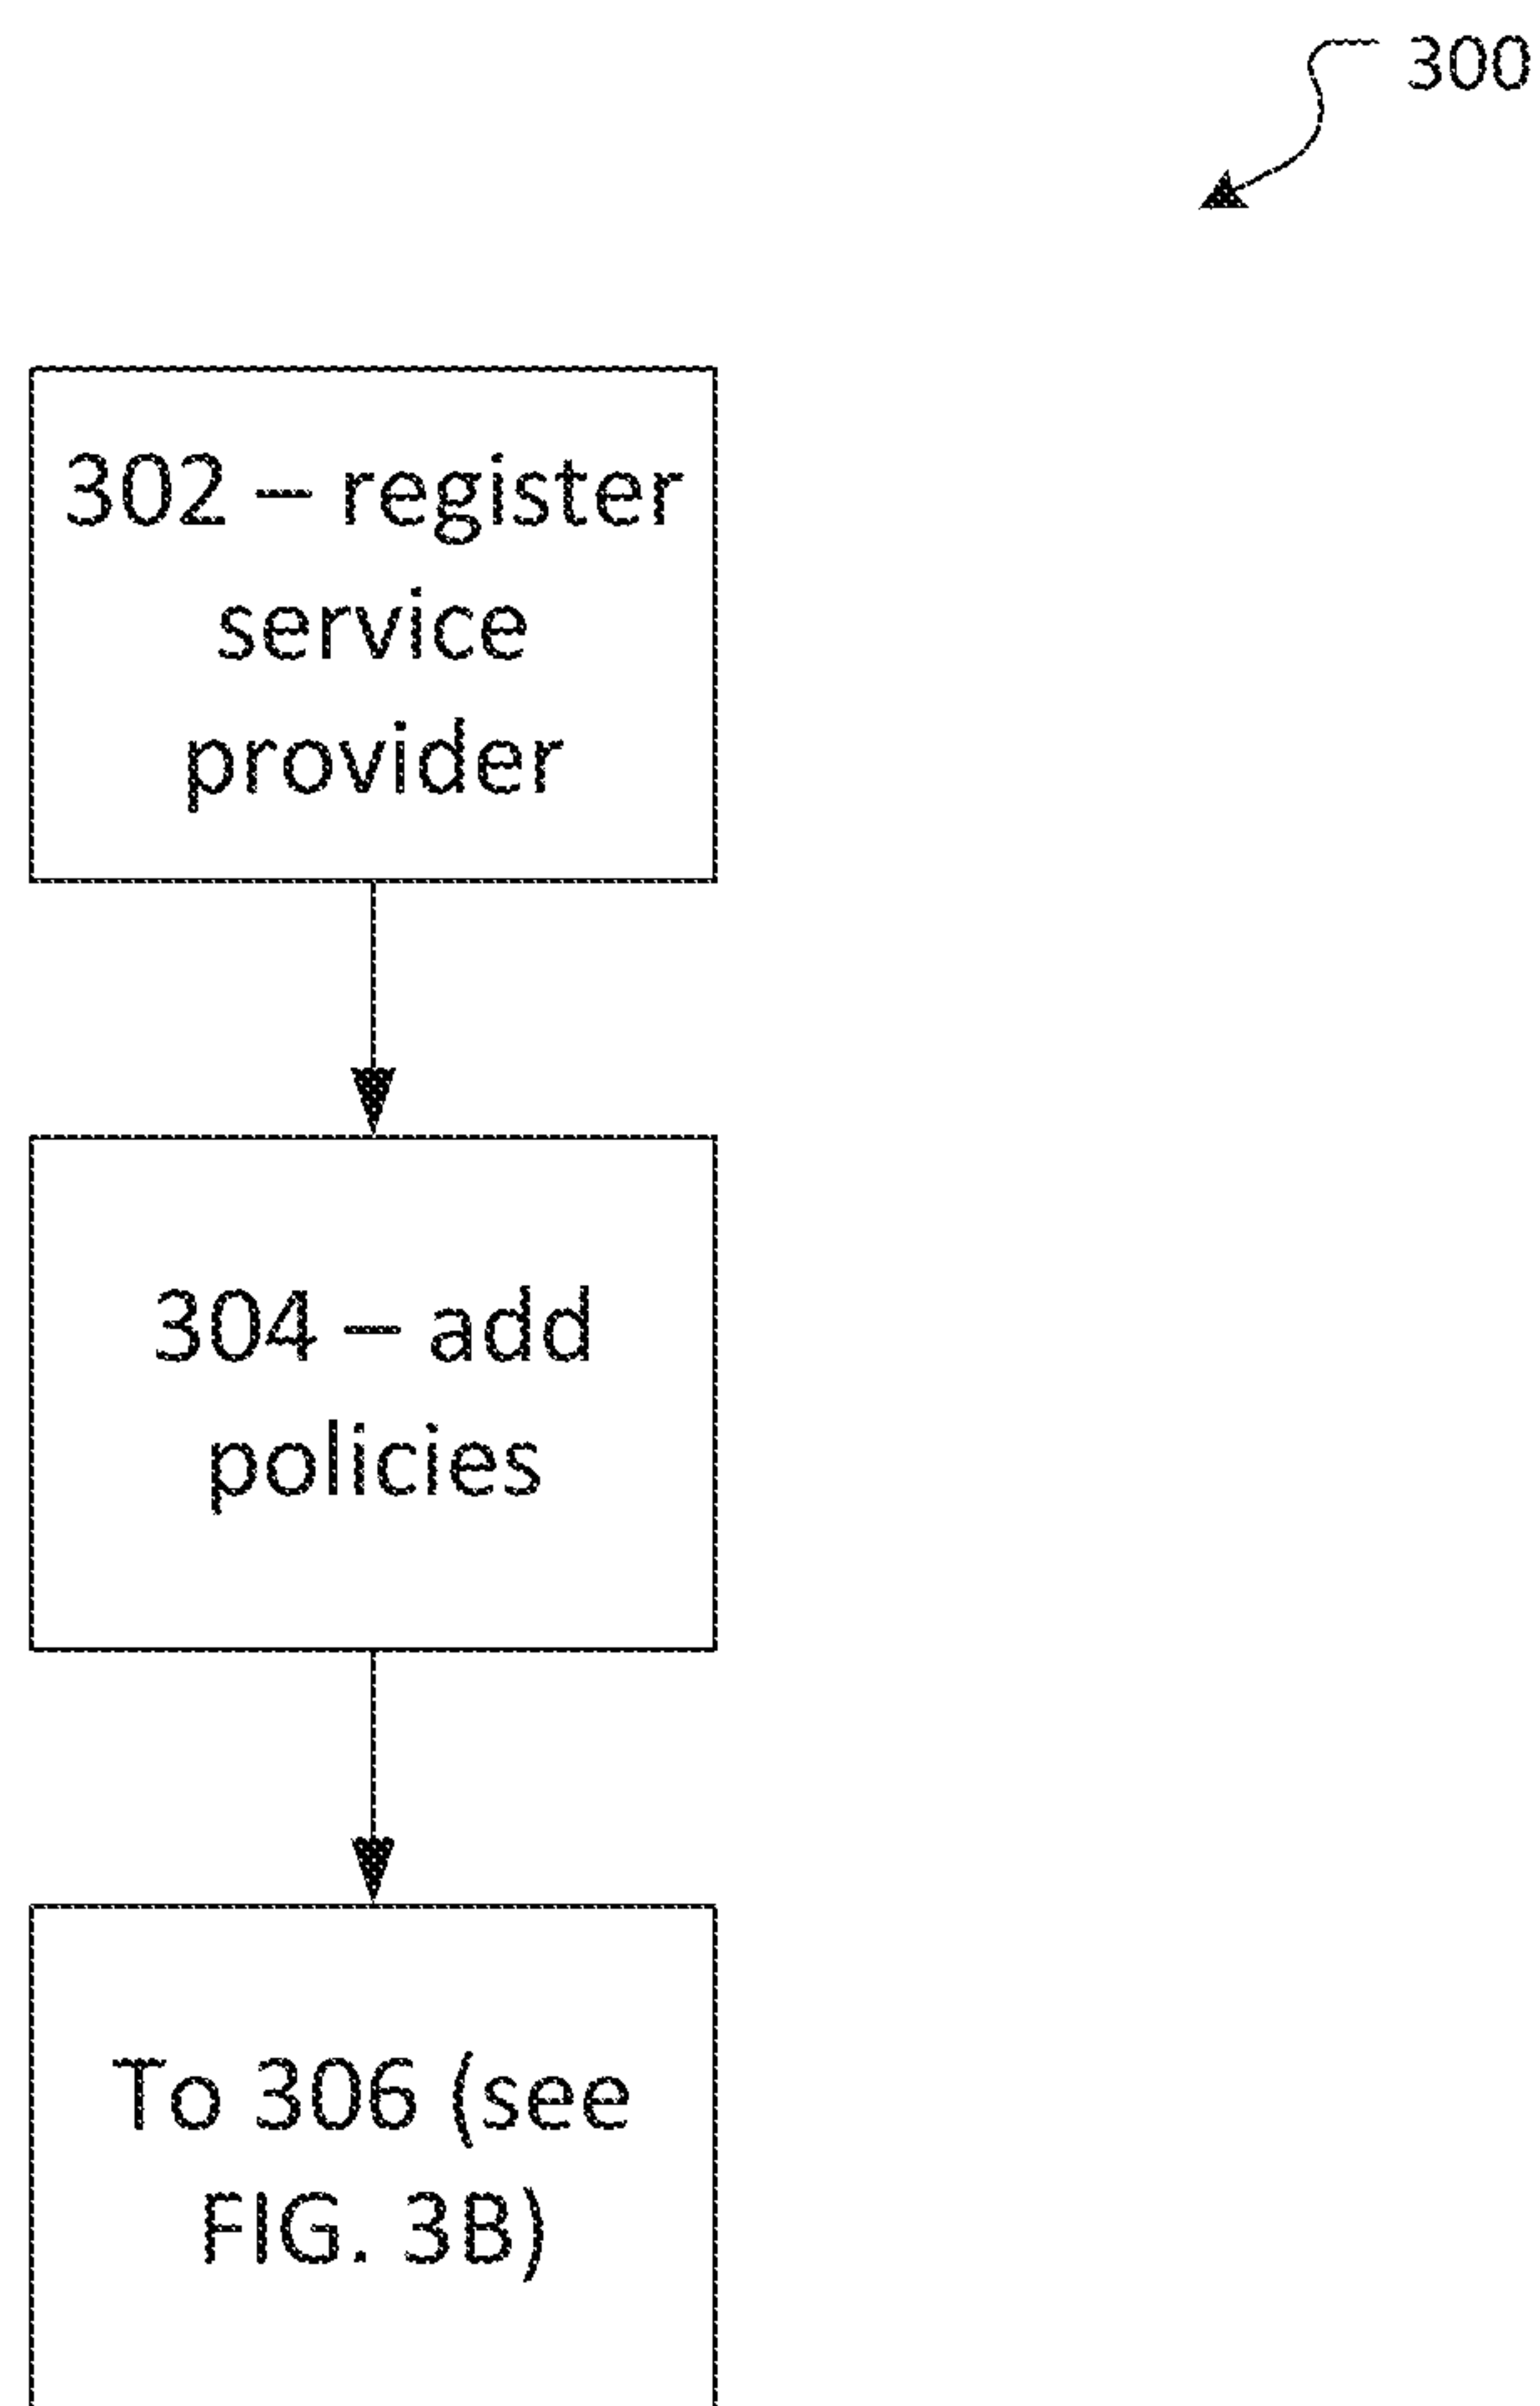 300
302 – register
service
provider
304 – add
policies
To 306 (see
FIG. 3B)